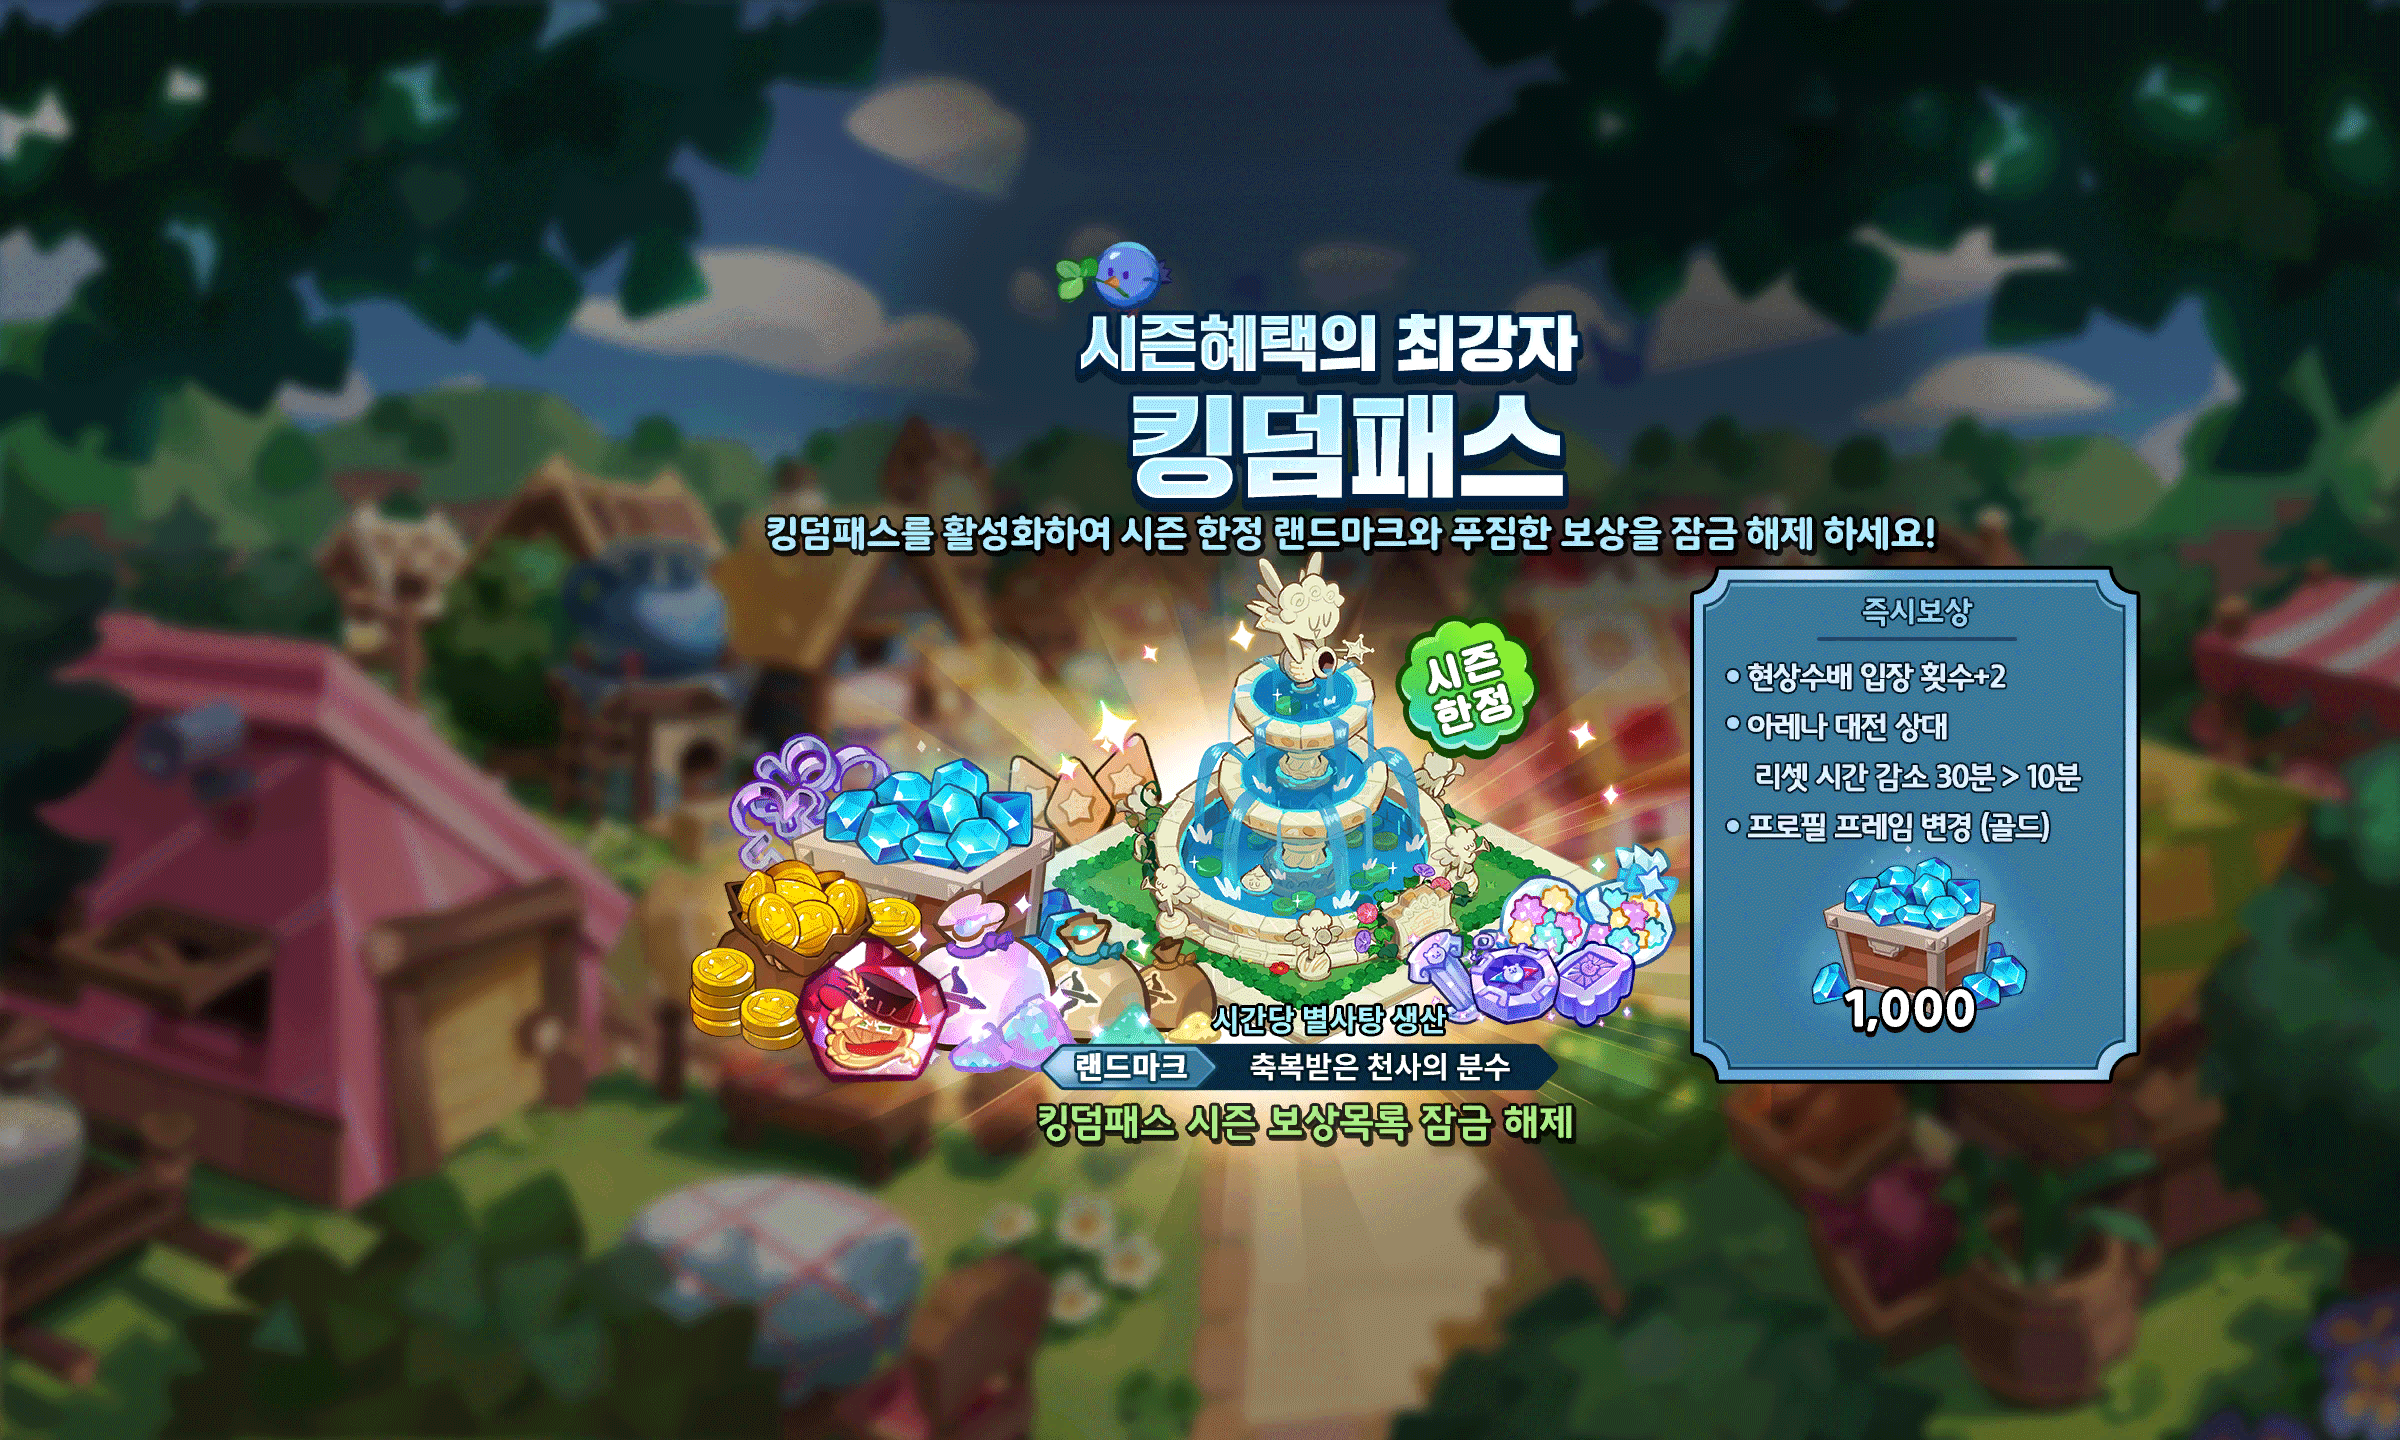 시즌혜택의 최강자
킹덤패스
킹덤패스를 활성화하여 시즌 한정 랜드마크와 푸짐한 보상을 잠금 해제 하세요!
시즌
한정
시간당 별사탕 생산
랜드마크 축복받은 천사의 분수
킹덤패스 시즌 보상목록 잠금 해제
즉시보상
• 현상수배 입장 횟수+2
• 아레나 대전 상대
리셋 시간 감소 30분 > 10분
• 프로필 프레임 변경 (골드)
1,000